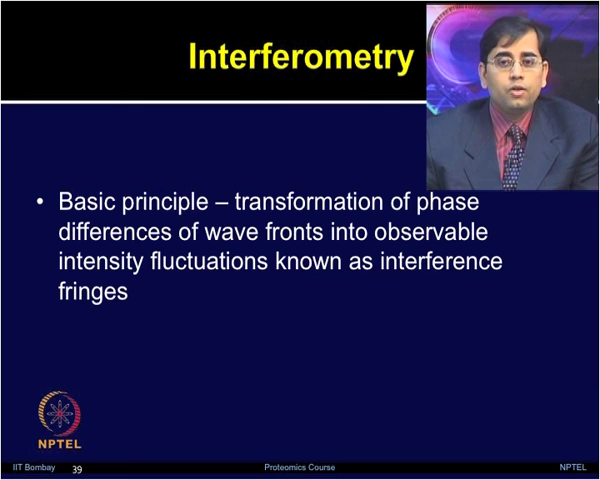 Interferometry
• Basic principle – transformation of phase
differences of wave fronts into observable
intensity fluctuations known as interference
fringes
NPTEL
IIT Bombay 39 Proteomics Course NPTEL